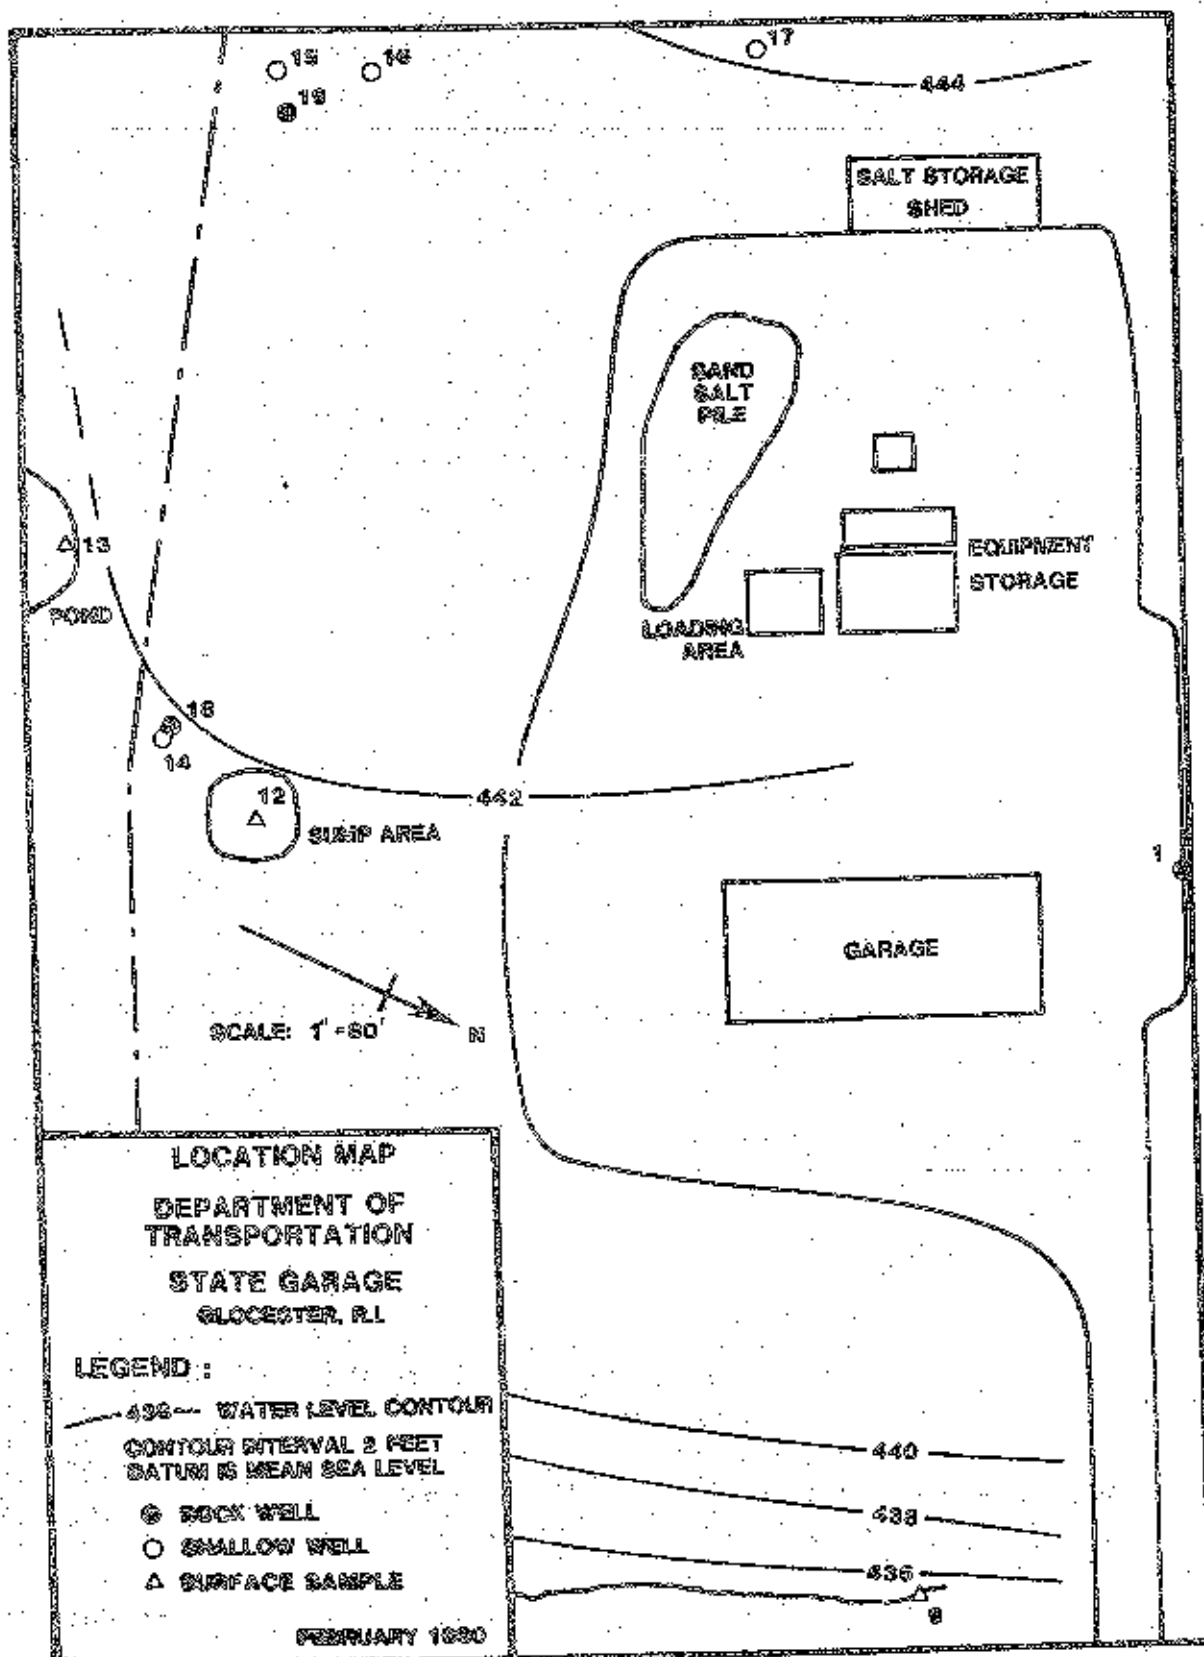 15
16
17
19
444
SALT STORAGE
SHED
SAND
SALT
PILE
13
EQUIPMENT
STORAGE
POND
LOADING
AREA
18
14
442
12
SUMP AREA
1
GARAGE
SCALE: 1" = 80'
N
LOCATION MAP
DEPARTMENT OF
TRANSPORTATION
STATE GARAGE
GLOCESTER, R.I.
LEGEND :
436 WATER LEVEL CONTOUR
CONTOUR INTERVAL 2 FEET
DATUM IS MEAN SEA LEVEL
ROCK WELL
SHALLOW WELL
SURFACE SAMPLE
FEBRUARY
440
438
436